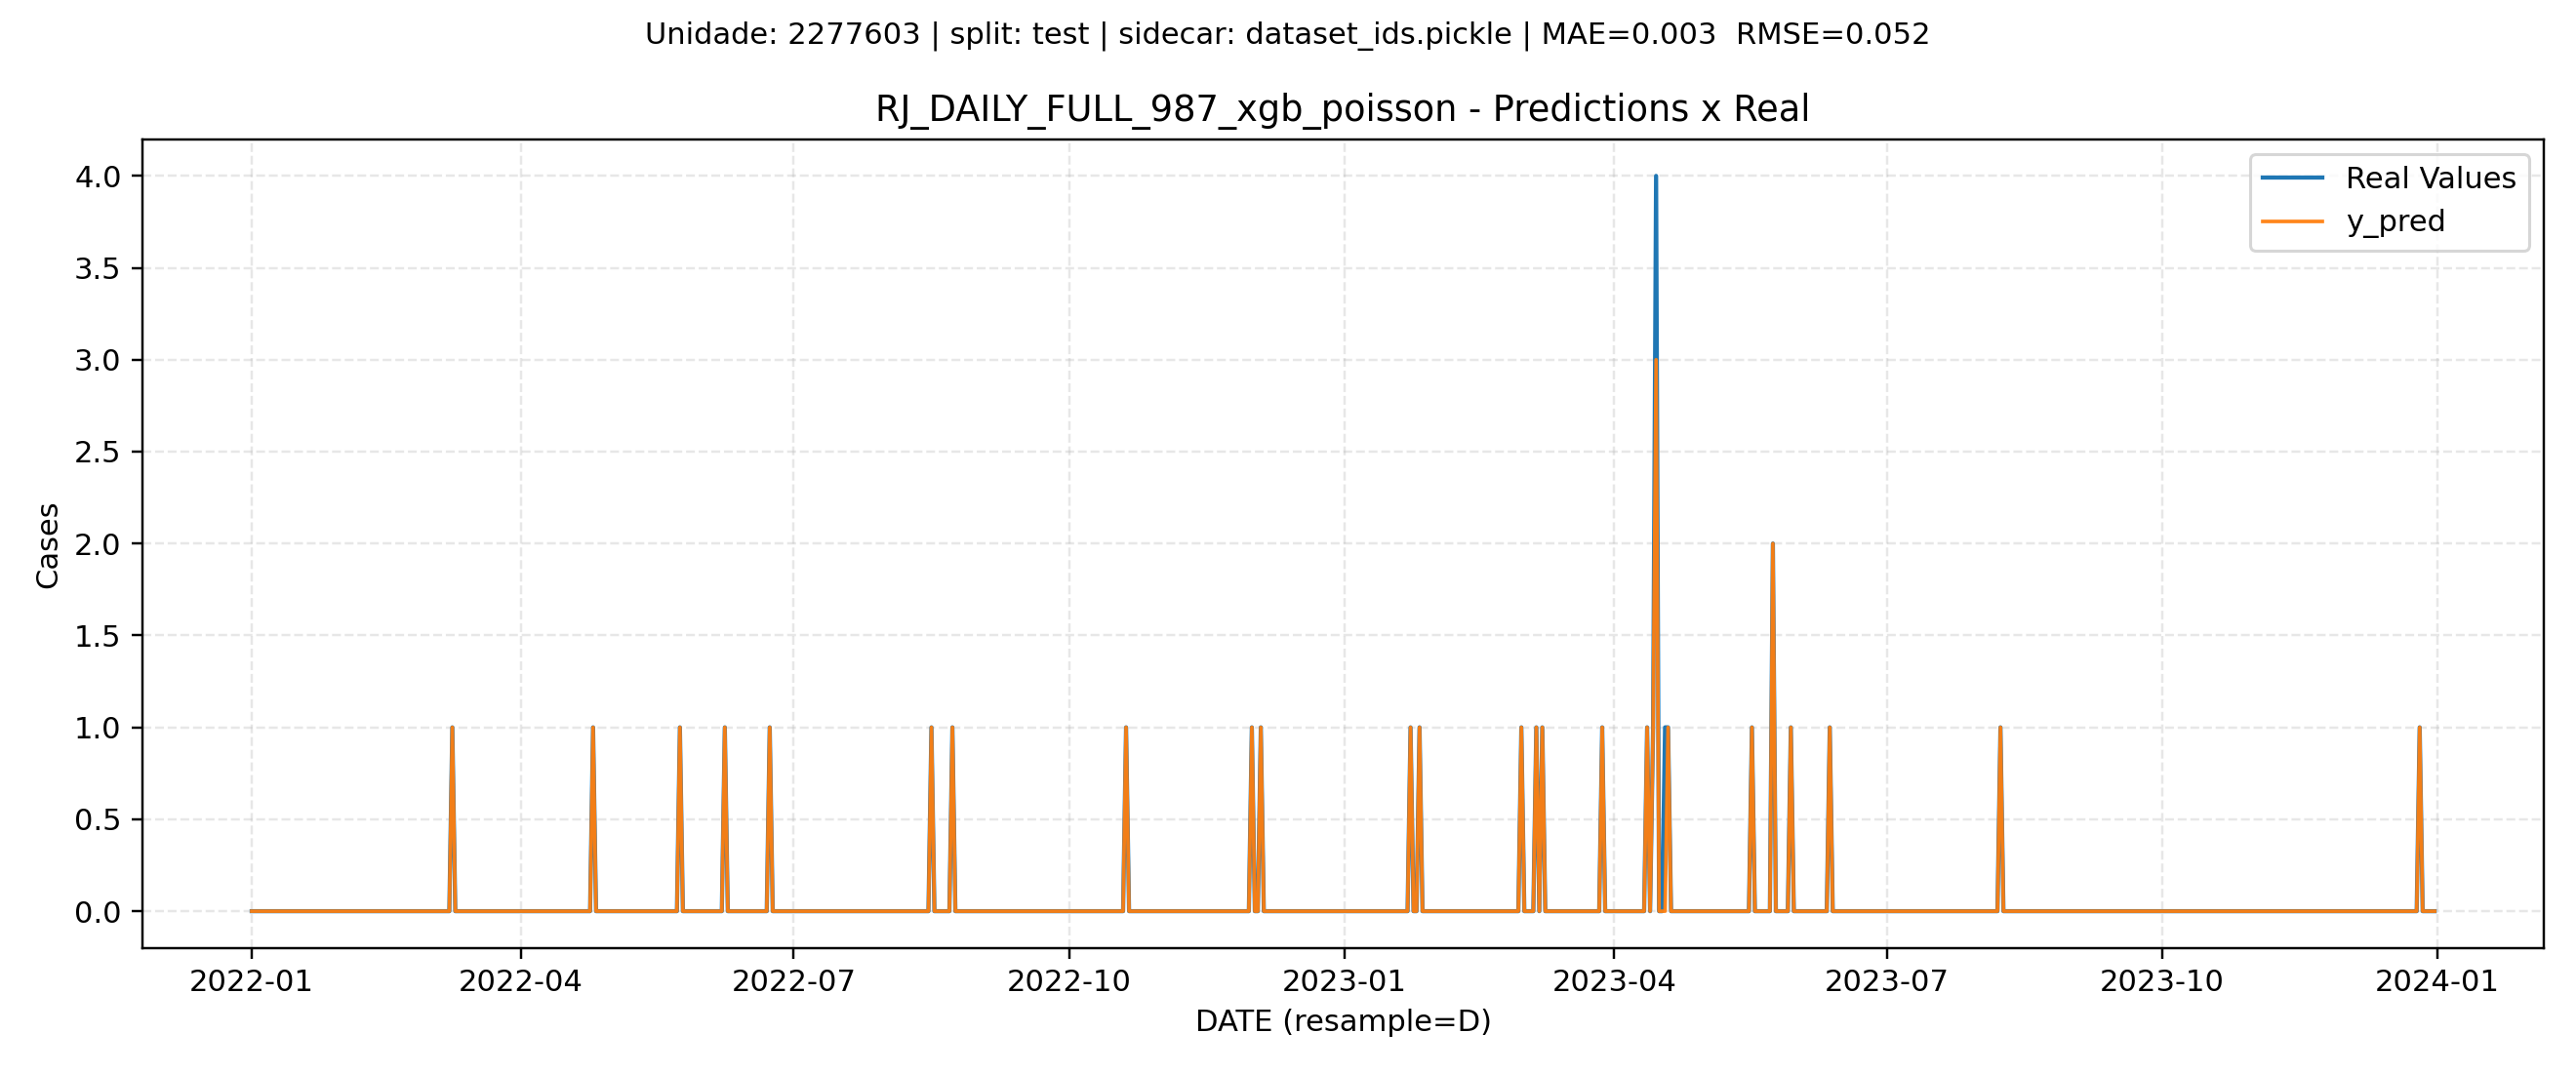 Unidade: 2277603 | split: test | sidecar: dataset_ids.pickle | MAE=0.003  RMSE=0.052
RJ_DAILY_FULL_987_xgb_poisson - Predictions x Real
Real Values
y_pred
4.0
3.5
3.0
2.5
2.0
1.5
1.0
0.5
0.0
Cases
2022-01 2022-04 2022-07 2022-10 2023-01 2023-04 2023-07 2023-10 2024-01
DATE (resample=D)